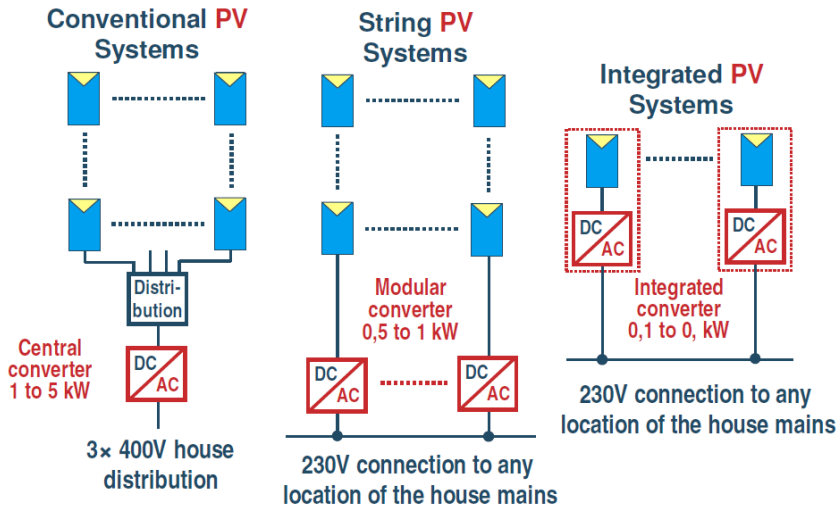 Conventional PV
Systems
Distri-
bution
Central
converter
1 to 5 kW
DC
AC
3× 400V house
distribution
String PV
Systems
Modular
converter
0,5 to 1 kW
DC
AC
DC
AC
230V connection to any
location of the house mains
Integrated PV
Systems
DC
AC
DC
AC
Integrated
converter
0,1 to 0, kW
230V connection to any
location of the house mains